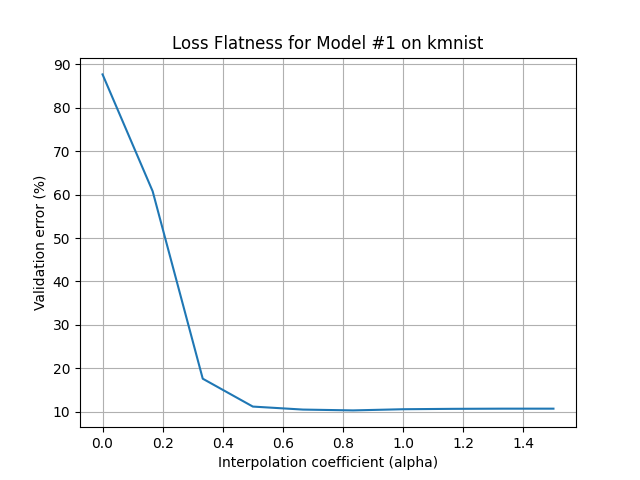 Loss Flatness for Model #1 on kmnist
90
80
70
60
50
40
30
20
10
Validation error (%)
0.0 0.2 0.4 0.6 0.8 1.0 1.2 1.4
Interpolation coefficient (alpha)